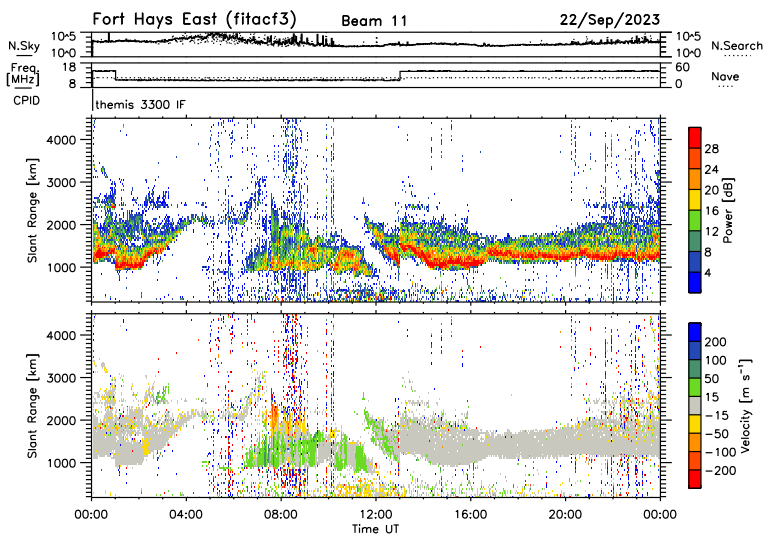 Fort Hays East (fitacf3) Beam 11 22/Sep/2023
N.Sky 10^5 10^0 10^5 10^0 N.Search
Freq. [MHz] 18 8 60 0 Nave
CPID themis 3300 IF
Slant Range [km] 4000 3000 2000 1000
Power [dB] 28 24 20 16 12 8 4
Slant Range [km] 4000 3000 2000 1000
Velocity [m s⁻¹] 200 100 50 15 −15 −50 −100 −200
00:00 04:00 08:00 12:00 16:00 20:00 00:00
Time UT